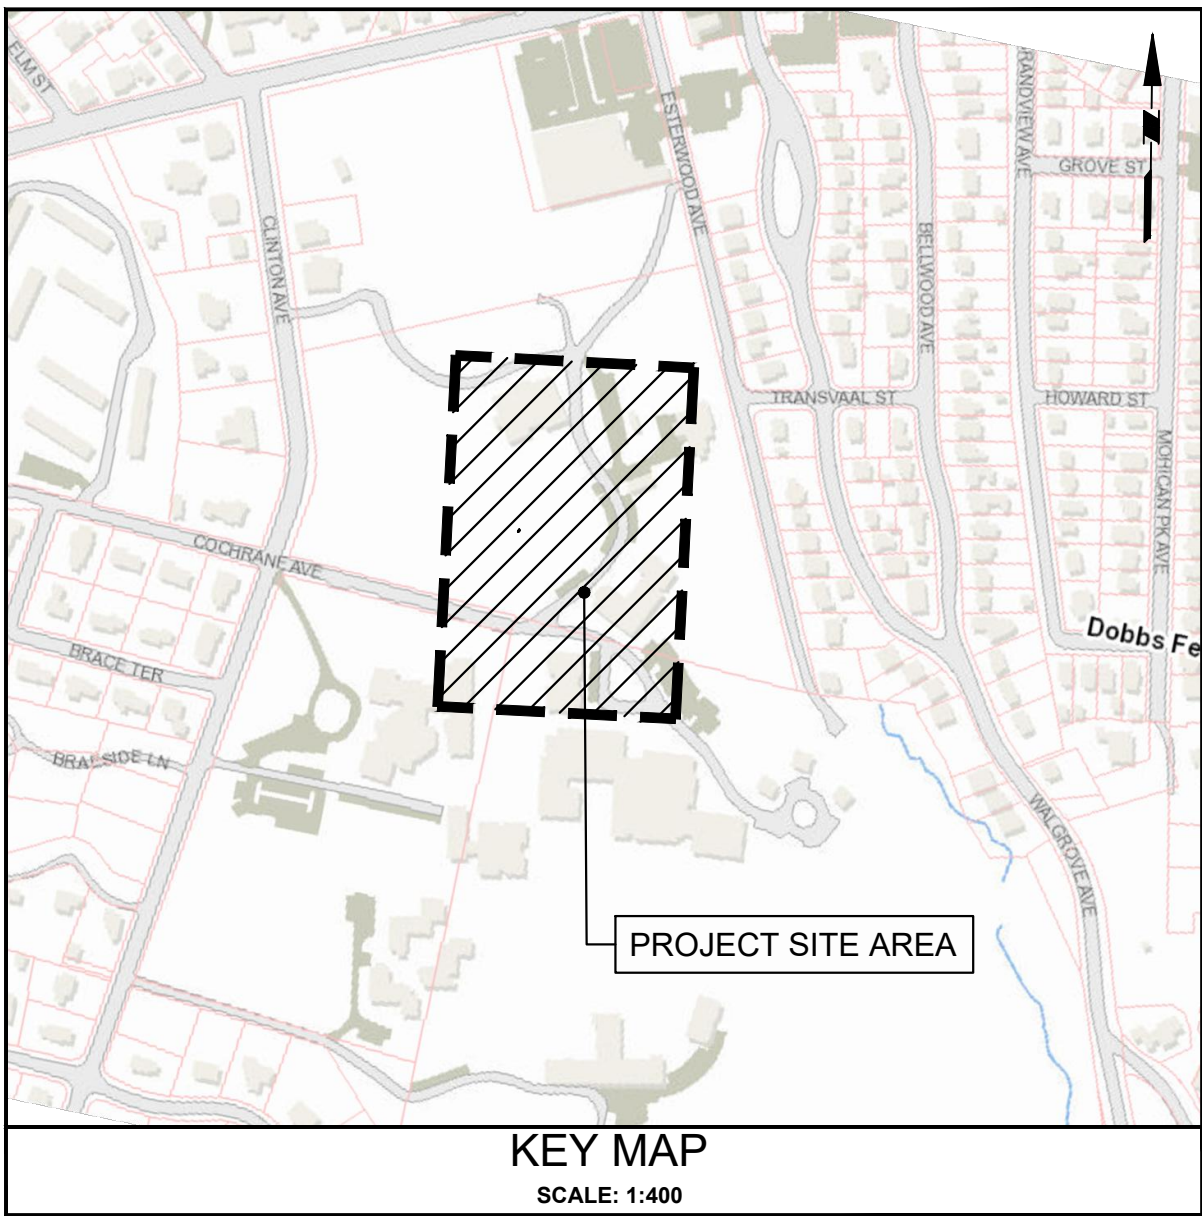 ELM ST
ESTERWOOD AVE
RANDVIEW AVE
GROVE ST
CLINTON AVE
BELLWOOD AVE
TRANSVAAL ST
HOWARD ST
MOHICAN PK AVE
COCHRANE AVE
Dobbs Fe
BRACE TER
BRAESIDE LN
WALGROVE AVE
PROJECT SITE AREA
KEY MAP
SCALE: 1:400